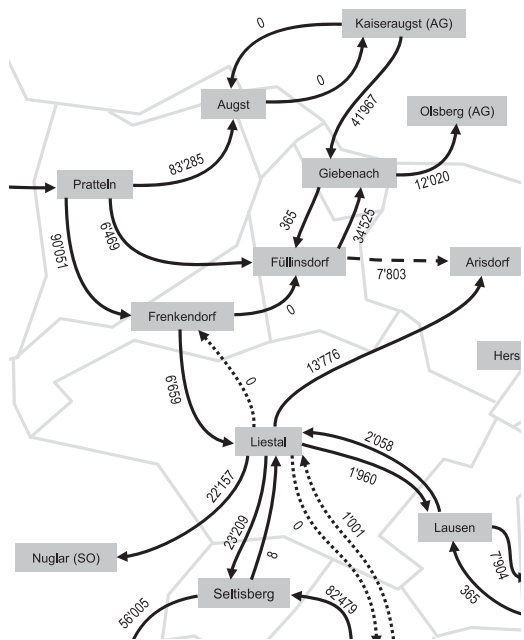 Kaiseraugst (AG)
0
0
Augst
41'967
Olsberg (AG)
83'285
Giebenach
12'020
Pratteln
365
34'525
90'051
6'469
Füllinsdorf
7'803
Arisdorf
Frenkendorf
0
13'776
Hers
6'659
0
Liestal
2'058
1'960
22'157
23'209
8
0
1'001
Lausen
7'904
Nuglar (SO)
Seltisberg
365
56'005
82'479